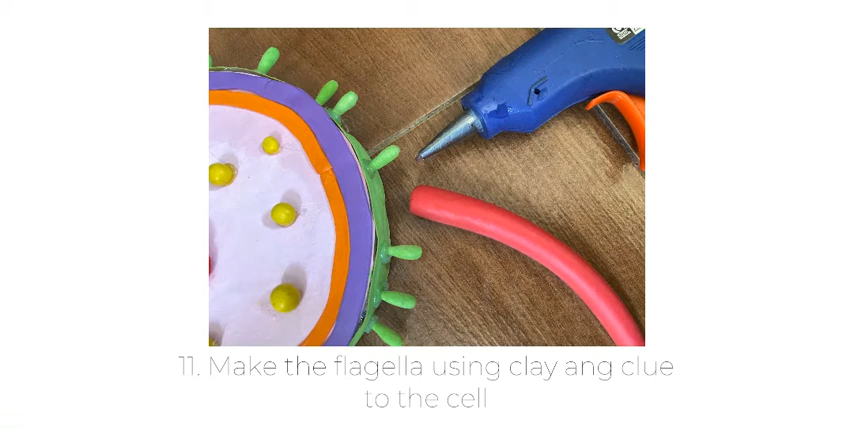 11. Make the flagella using clay ang clue
to the cell